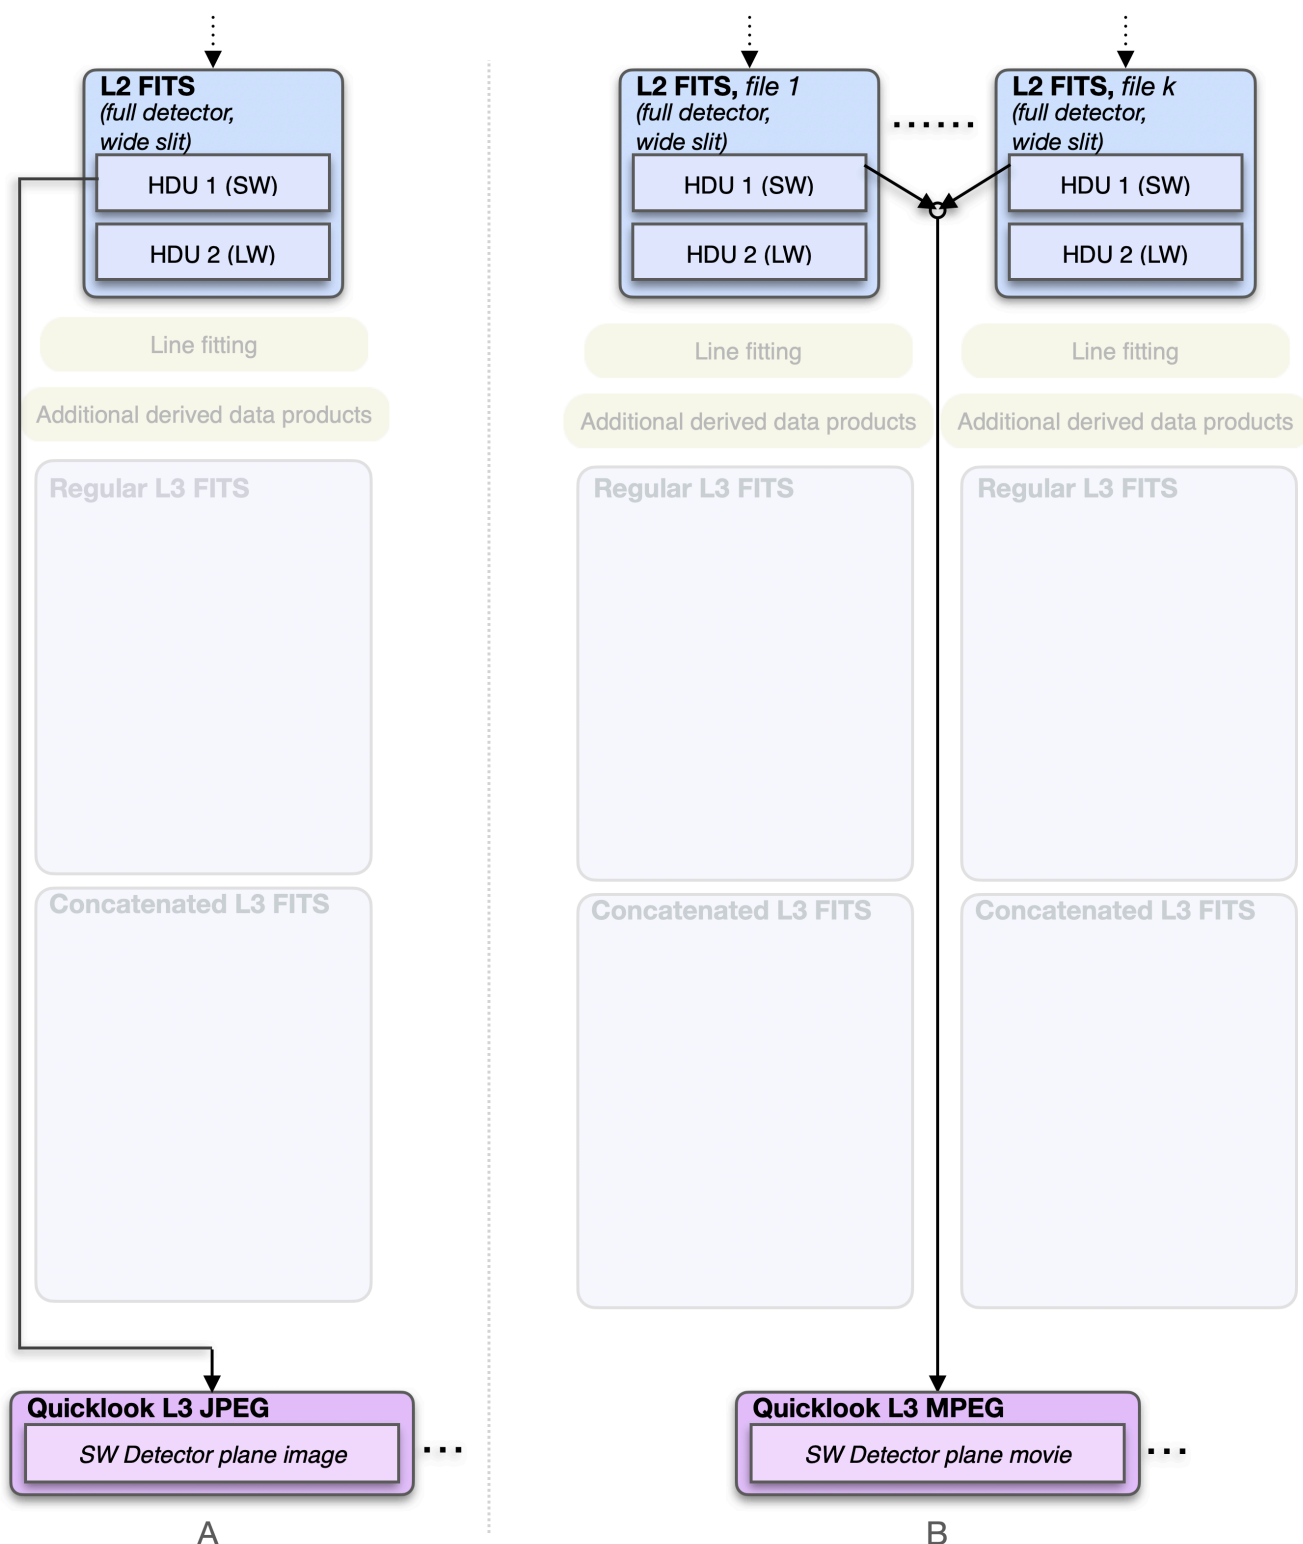 L2 FITS
(full detector,
wide slit)
HDU 1 (SW)
HDU 2 (LW)
Line fitting
Additional derived data products
Regular L3 FITS
Concatenated L3 FITS
Quicklook L3 JPEG
SW Detector plane image
...
A
L2 FITS, file 1
(full detector,
wide slit)
HDU 1 (SW)
HDU 2 (LW)
......
L2 FITS, file k
(full detector,
wide slit)
HDU 1 (SW)
HDU 2 (LW)
Line fitting
Additional derived data products
Regular L3 FITS
Concatenated L3 FITS
Line fitting
Additional derived data products
Regular L3 FITS
Concatenated L3 FITS
Quicklook L3 MPEG
SW Detector plane movie
...
B